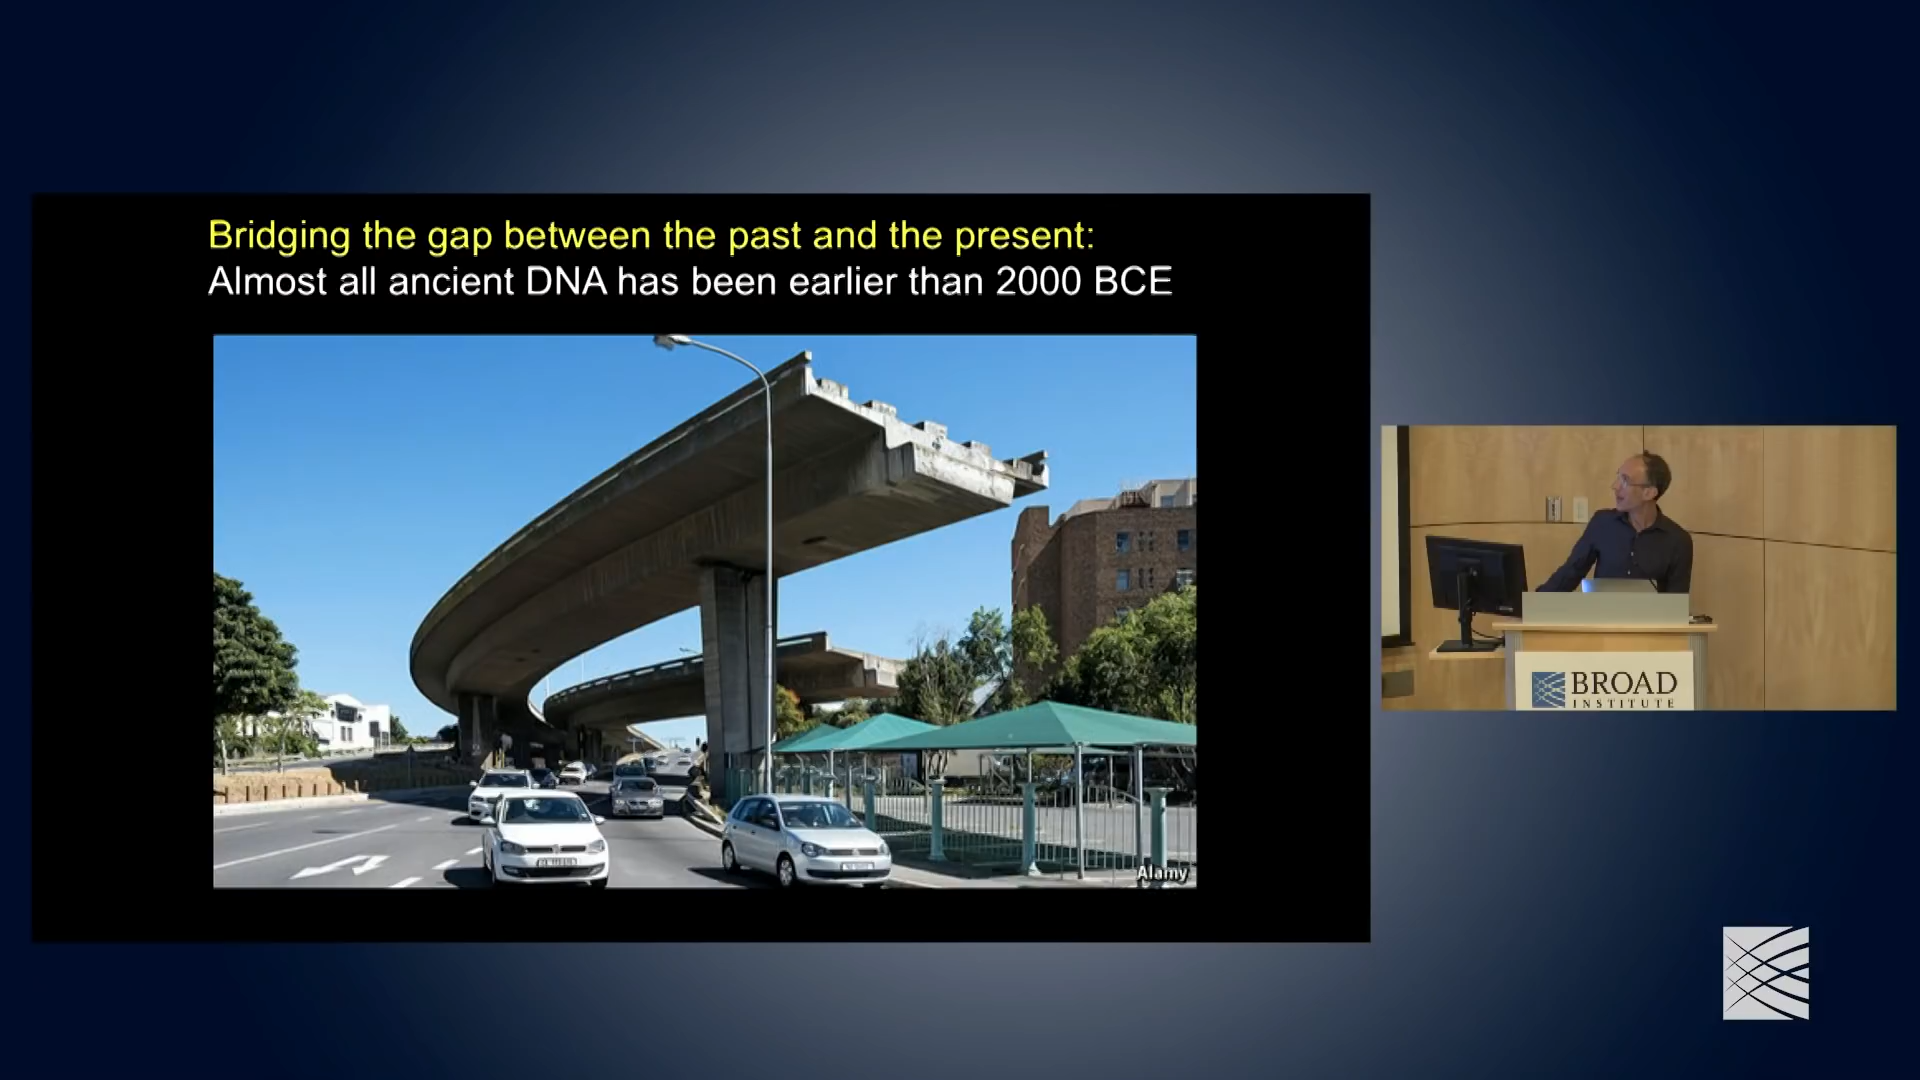 Bridging the gap between the past and the present:
Almost all ancient DNA has been earlier than 2000 BCE
Alamy
BROAD
INSTITUTE